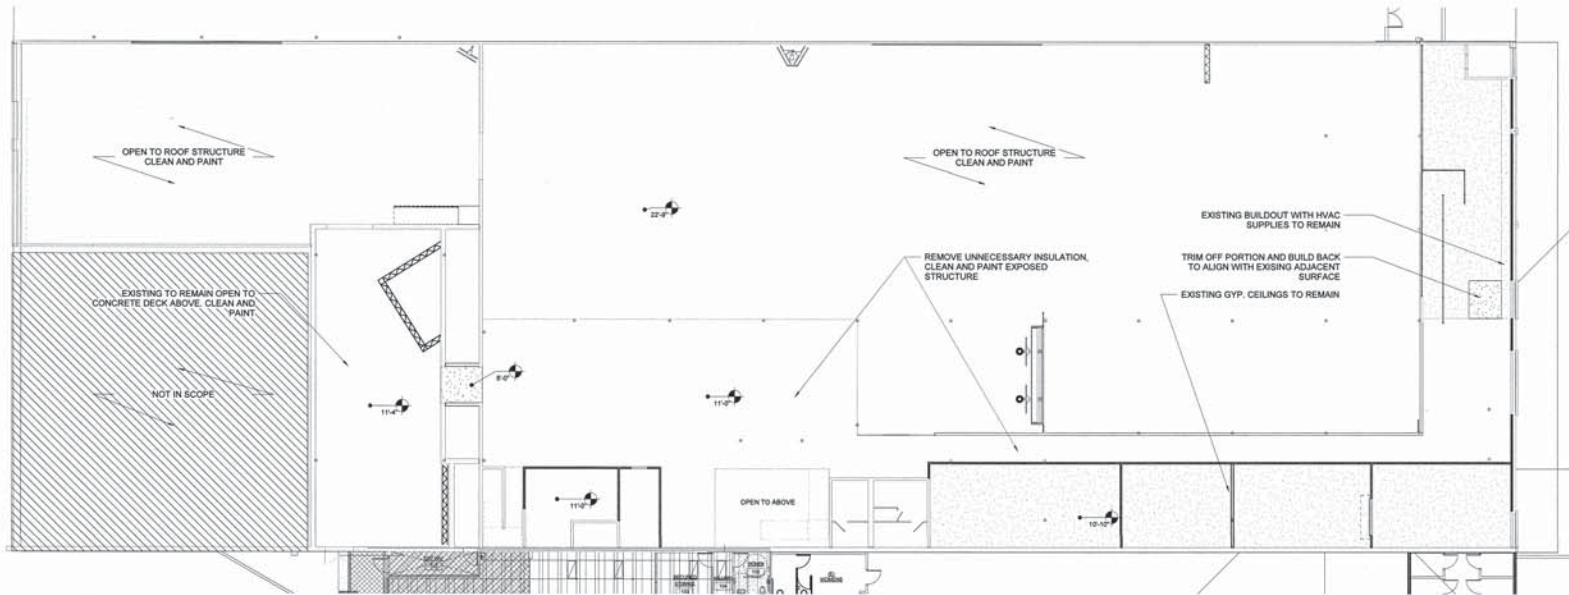 OPEN TO ROOF STRUCTURE
CLEAN AND PAINT
OPEN TO ROOF STRUCTURE
CLEAN AND PAINT
EXISTING BUILDOUT WITH HVAC
SUPPLIES TO REMAIN
REMOVE UNNECESSARY INSULATION,
CLEAN AND PAINT EXPOSED
STRUCTURE
TRIM OFF PORTION AND BUILD BACK
TO ALIGN WITH EXISING ADJACENT
SURFACE
EXISTING GYP. CEILINGS TO REMAIN
EXISTING TO REMAIN OPEN TO
CONCRETE DECK ABOVE. CLEAN AND
PAINT
8'-0"
NOT IN SCOPE
11'-4"
11'-0"
11'-0"
OPEN TO ABOVE
10'-10"
WOMENS